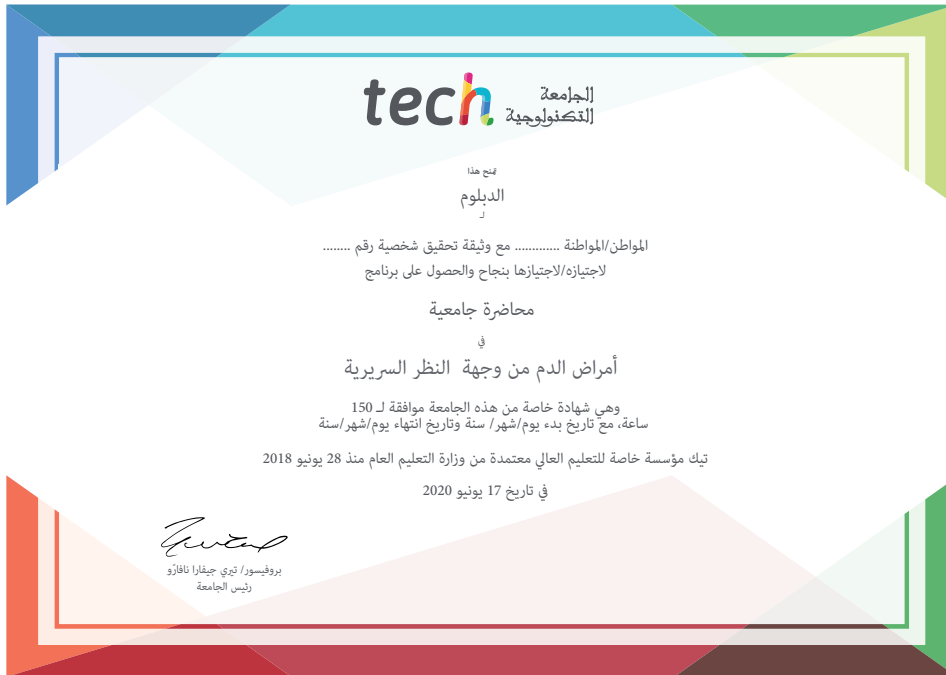 tech الجامعة
التكنولوجية
يمنح هذا
الدبلوم
لـ
المواطن/المواطنة ............ مع وثيقة تحقيق شخصية رقم ........
لاجتيازه/لاجتيازها بنجاح والحصول على برنامج
محاضرة جامعية
في
أمراض الدم من وجهة النظر السريرية
وهي شهادة خاصة من هذه الجامعة موافقة لـ 150
ساعة، مع تاريخ بدء يوم/شهر/ سنة وتاريخ انتهاء يوم/شهر/سنة
تيك مؤسسة خاصة للتعليم العالي معتمدة من وزارة التعليم العام منذ 28 يونيو 2018
في تاريخ 17 يونيو 2020
بروفيسور/ تيري جيفارا نافارّو
رئيس الجامعة